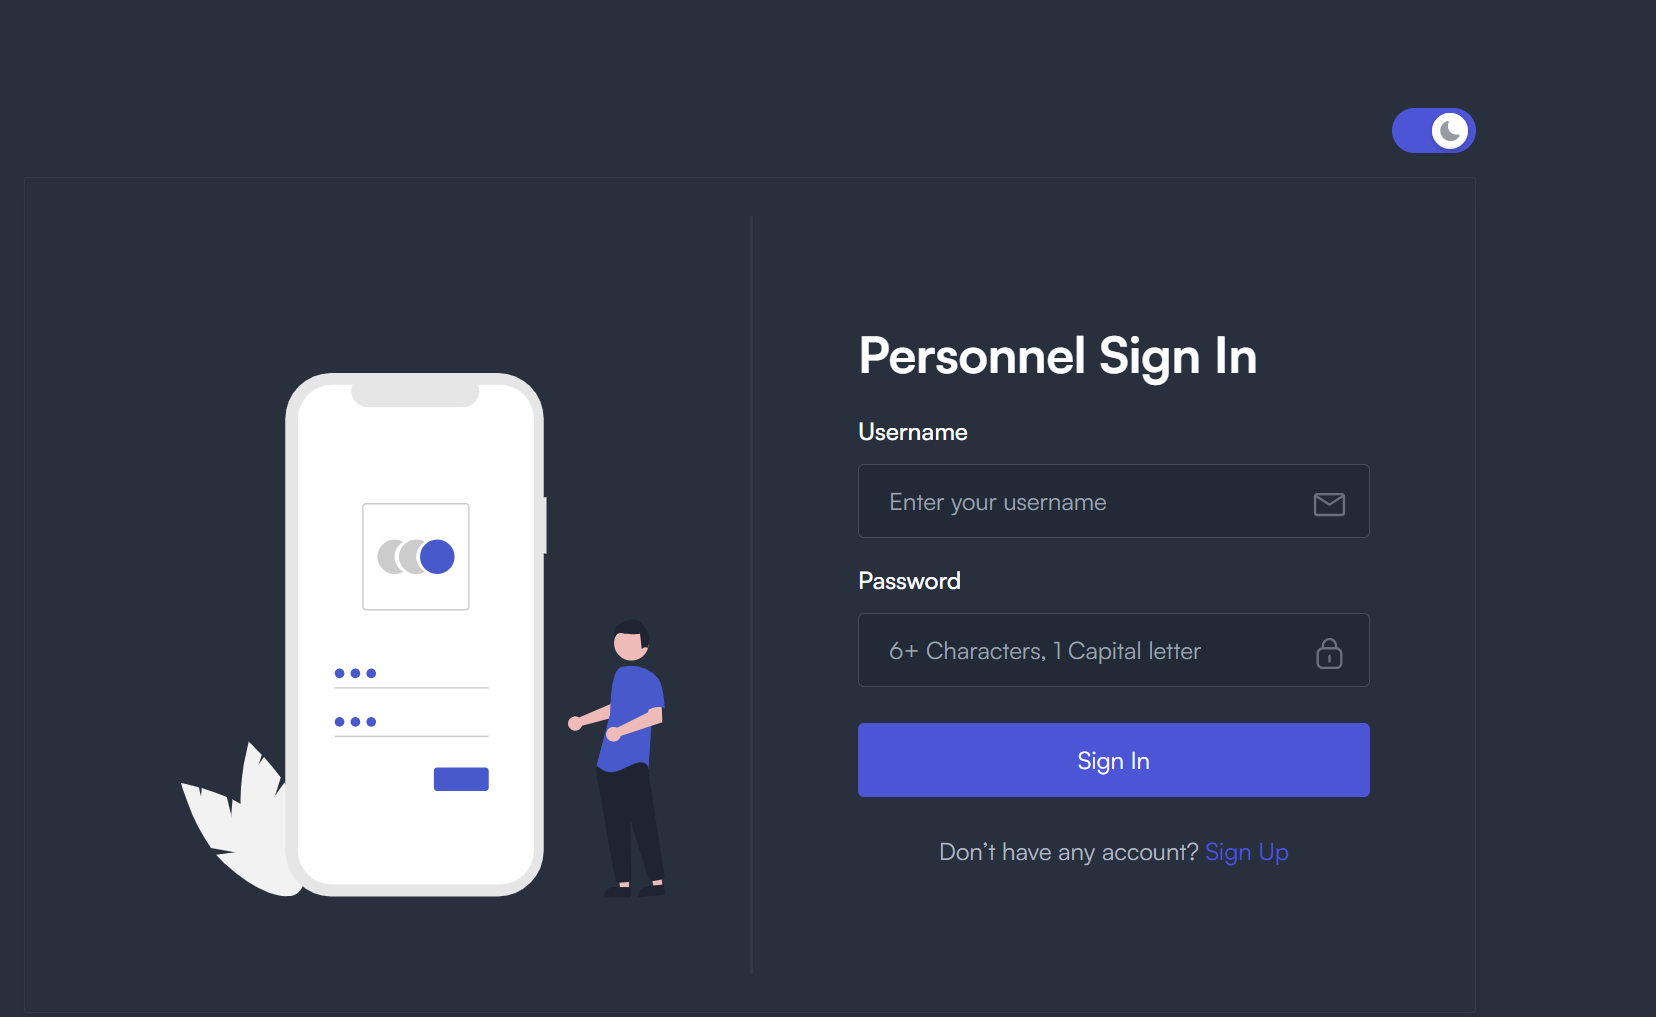 Personnel Sign In
Username
Enter your username
Password
6+ Characters, 1 Capital letter
Sign In
Don’t have any account? Sign Up